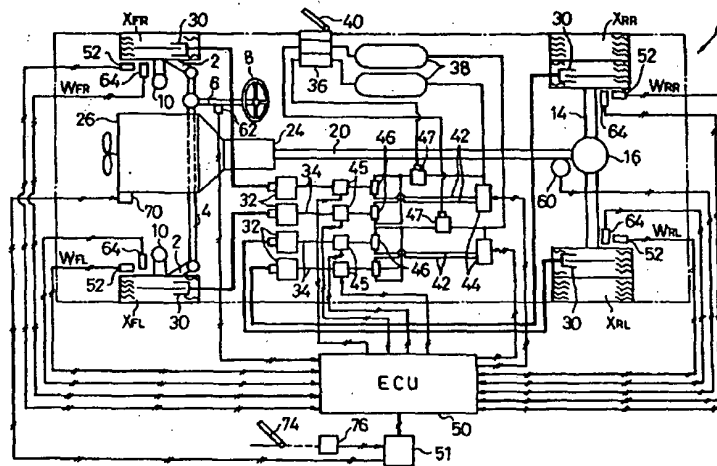 XFR 30 40 XRR
52 2 30 52
64 10 6 8 36 38 WRR
WFR 62 14 64
26 24 20 47 46 16
32 34 45 42 60
70 4 47 64
WFL 64 10 2 32 34 45 42 44 46 WRL
52 52
30 30
XFL XRL
ECU
50
74 76 51